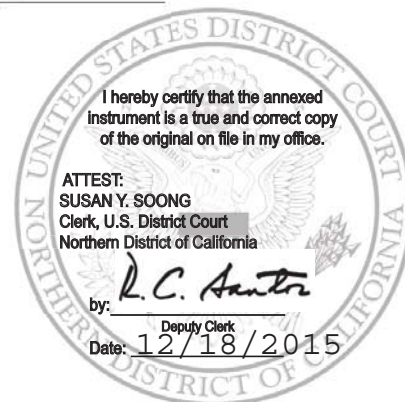 UNITED STATES DISTRICT COURT
NORTHERN DISTRICT OF CALIFORNIA
I hereby certify that the annexed
instrument is a true and correct copy
of the original on file in my office.
ATTEST:
SUSAN Y. SOONG
Clerk, U.S. District Court
Northern District of California
by: R. C. Santos
Deputy Clerk
Date: 12/18/2015